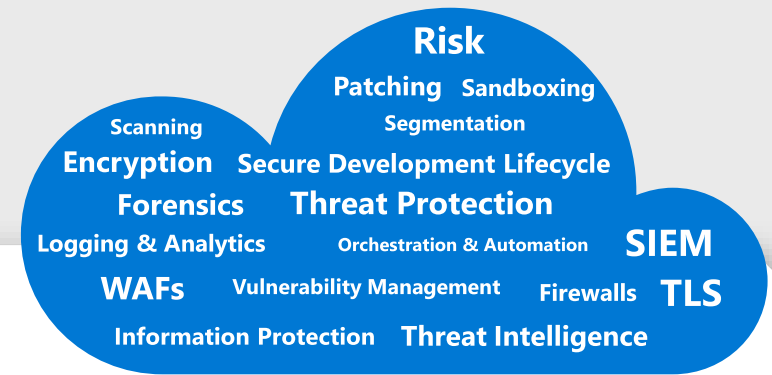 Risk
Patching Sandboxing
Scanning Segmentation
Encryption Secure Development Lifecycle
Forensics Threat Protection
Logging & Analytics Orchestration & Automation SIEM
WAFs Vulnerability Management Firewalls TLS
Information Protection Threat Intelligence